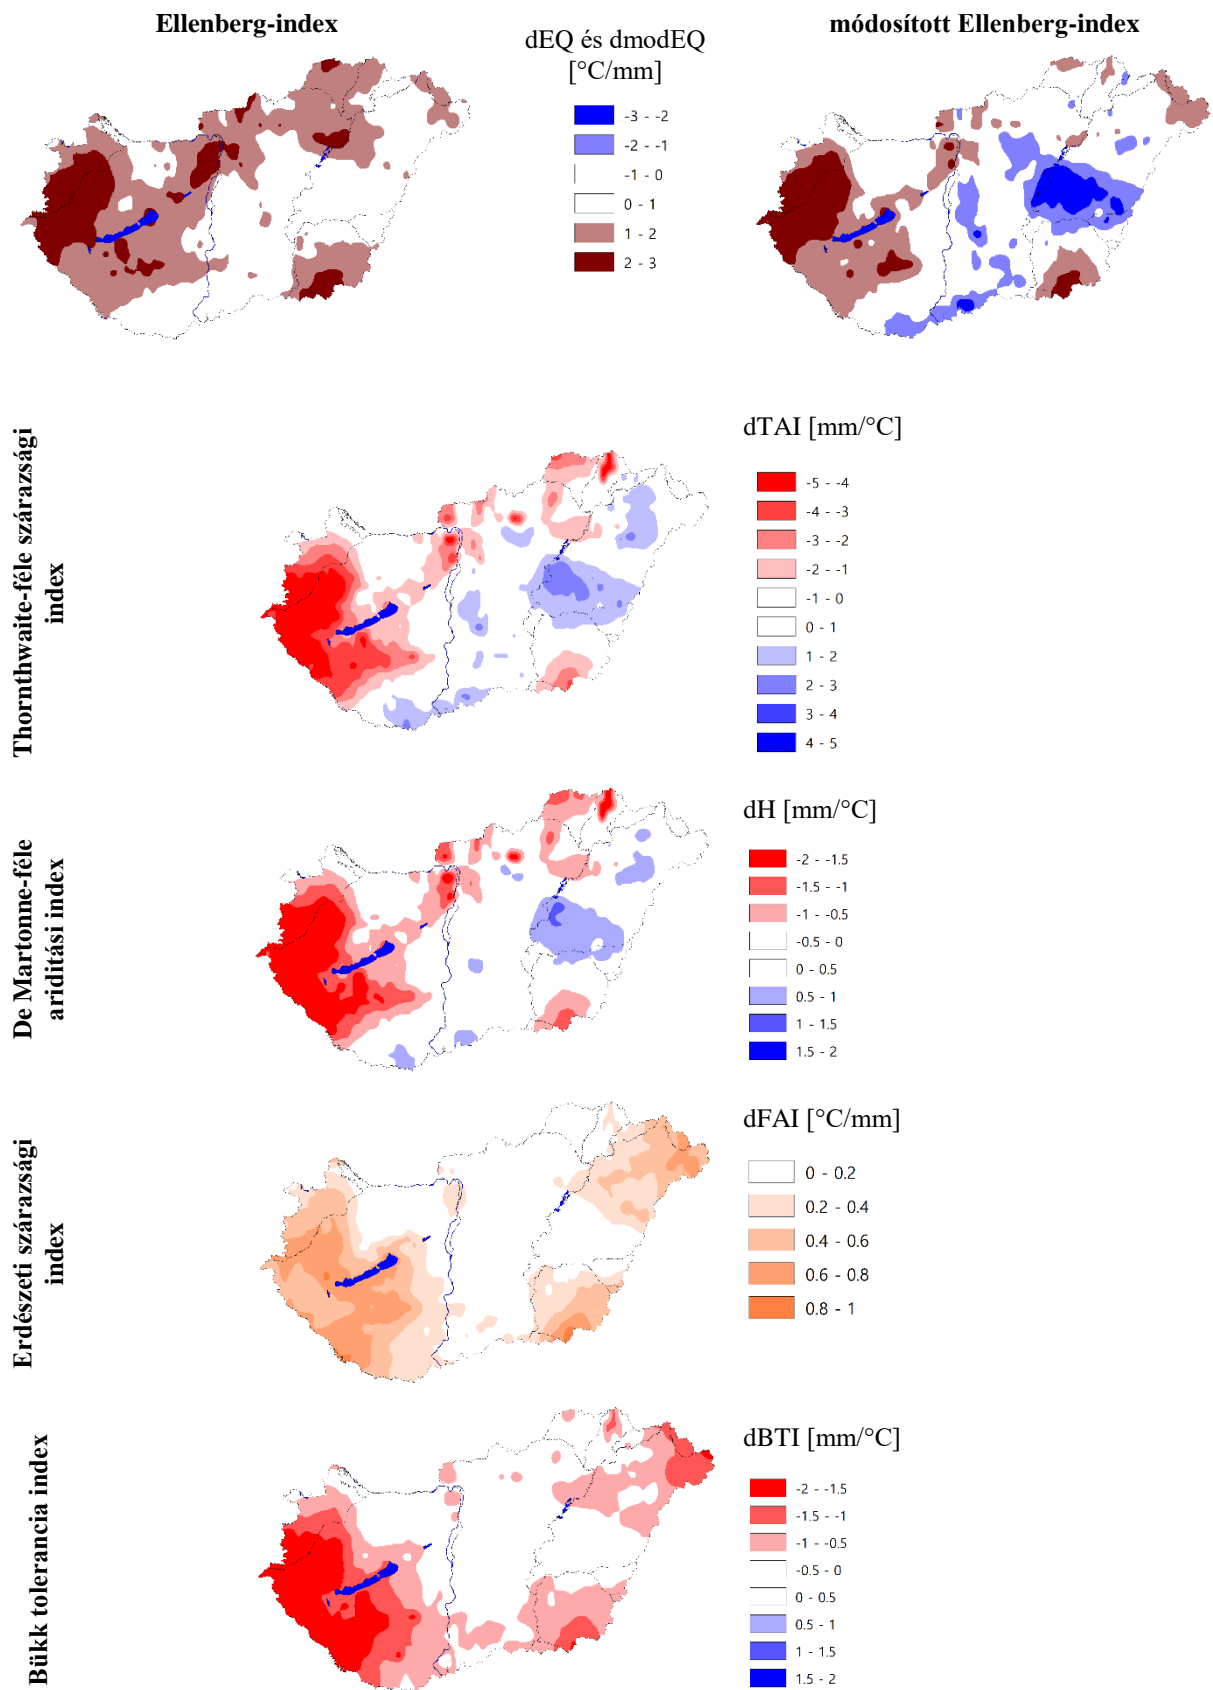 Ellenberg-index
dEQ és dmodEQ
[°C/mm]
módosított Ellenberg-index
-3 - -2
-2 - -1
-1 - 0
0 - 1
1 - 2
2 - 3
Thornthwaite-féle szárazsági
index
dTAI [mm/°C]
-5 - -4
-4 - -3
-3 - -2
-2 - -1
-1 - 0
0 - 1
1 - 2
2 - 3
3 - 4
4 - 5
De Martonne-féle
ariditási index
dH [mm/°C]
-2 - -1.5
-1.5 - -1
-1 - -0.5
-0.5 - 0
0 - 0.5
0.5 - 1
1 - 1.5
1.5 - 2
Erdészeti szárazsági
index
dFAI [°C/mm]
0 - 0.2
0.2 - 0.4
0.4 - 0.6
0.6 - 0.8
0.8 - 1
Bükk tolerancia index
dBTI [mm/°C]
-2 - -1.5
-1.5 - -1
-1 - -0.5
-0.5 - 0
0 - 0.5
0.5 - 1
1 - 1.5
1.5 - 2